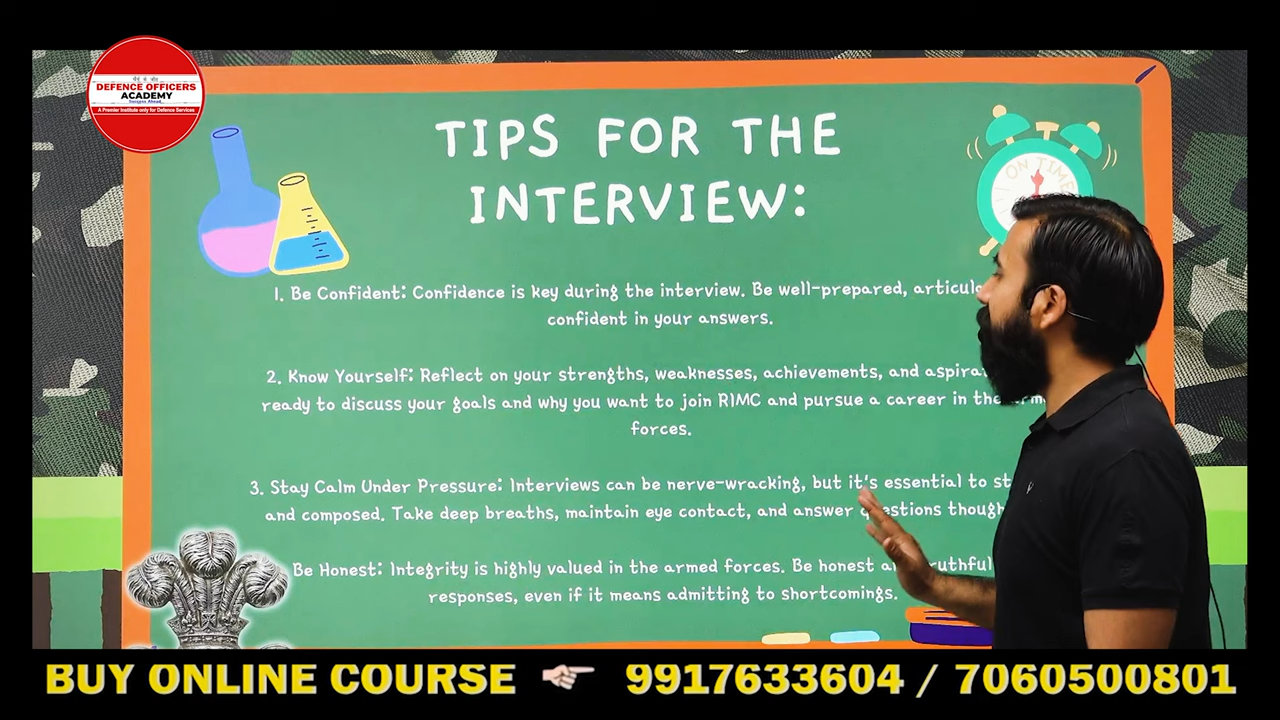 DEFENCE OFFICERS
ACADEMY
A Premier Institute only for Defence Services
TIPS FOR THE
INTERVIEW:
ON TIME
1. Be Confident: Confidence is key during the interview. Be well-prepared,
confident in your answers.
2. Know Yourself: Reflect on your strengths, weaknesses, achievements, and
ready to discuss your goals and why you want to join RIMC and pursue a career in the
forces.
3. Stay Calm Under Pressure: Interviews can be nerve-wracking, but it's essential to
and composed. Take deep breaths, maintain eye contact, and answer questions
Be Honest: Integrity is highly valued in the armed forces. Be honest
responses, even if it means admitting to shortcomings.
BUY ONLINE COURSE 9917633604 / 7060500801